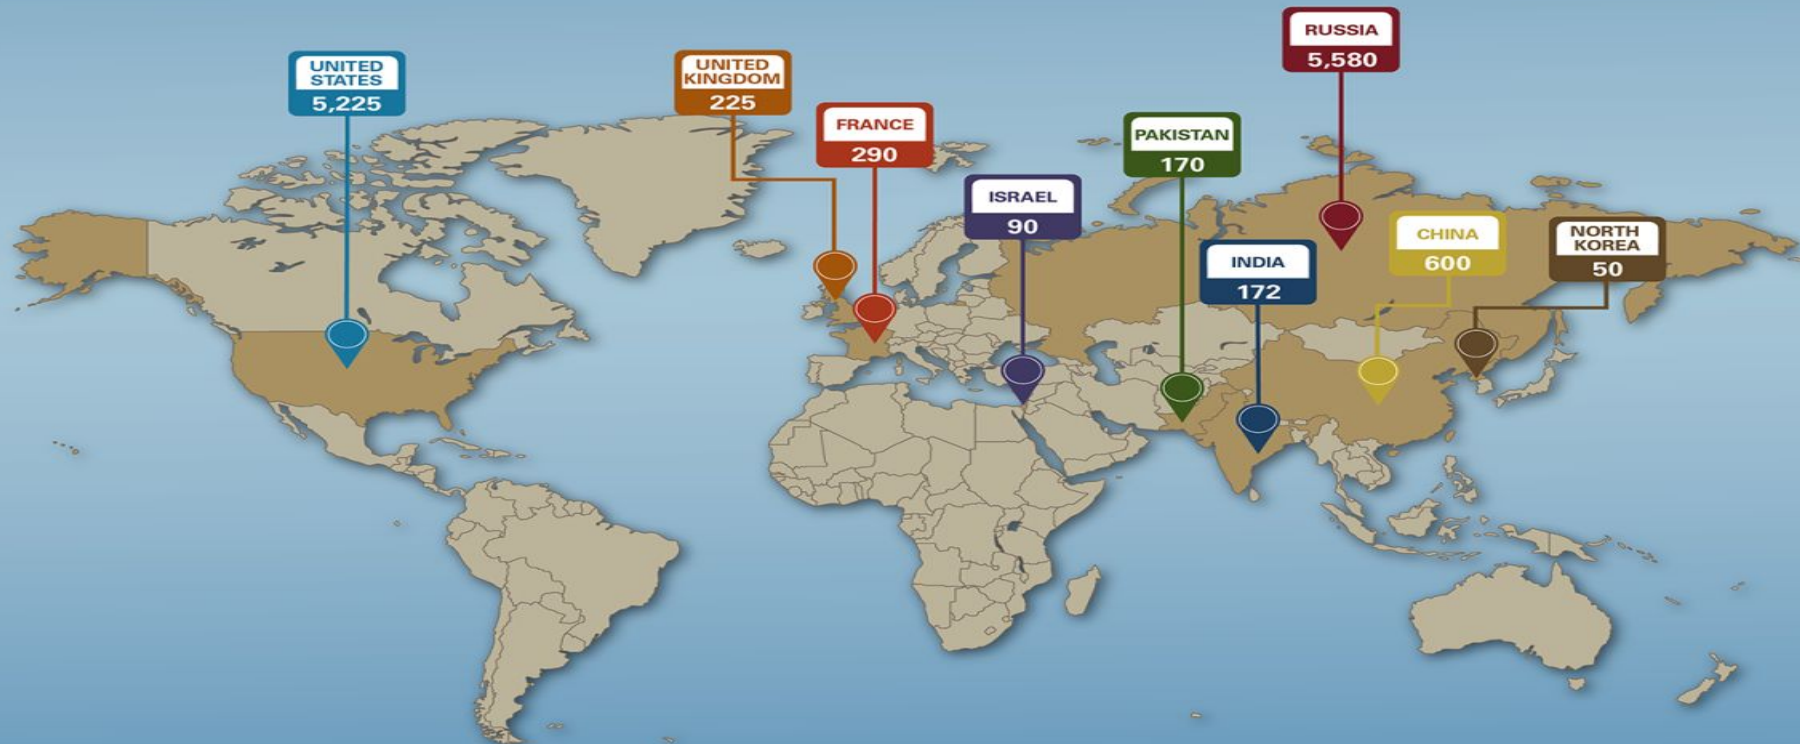 UNITED
STATES
5,225
UNITED
KINGDOM
225
FRANCE
290
ISRAEL
90
PAKISTAN
170
INDIA
172
RUSSIA
5,580
CHINA
600
NORTH
KOREA
50